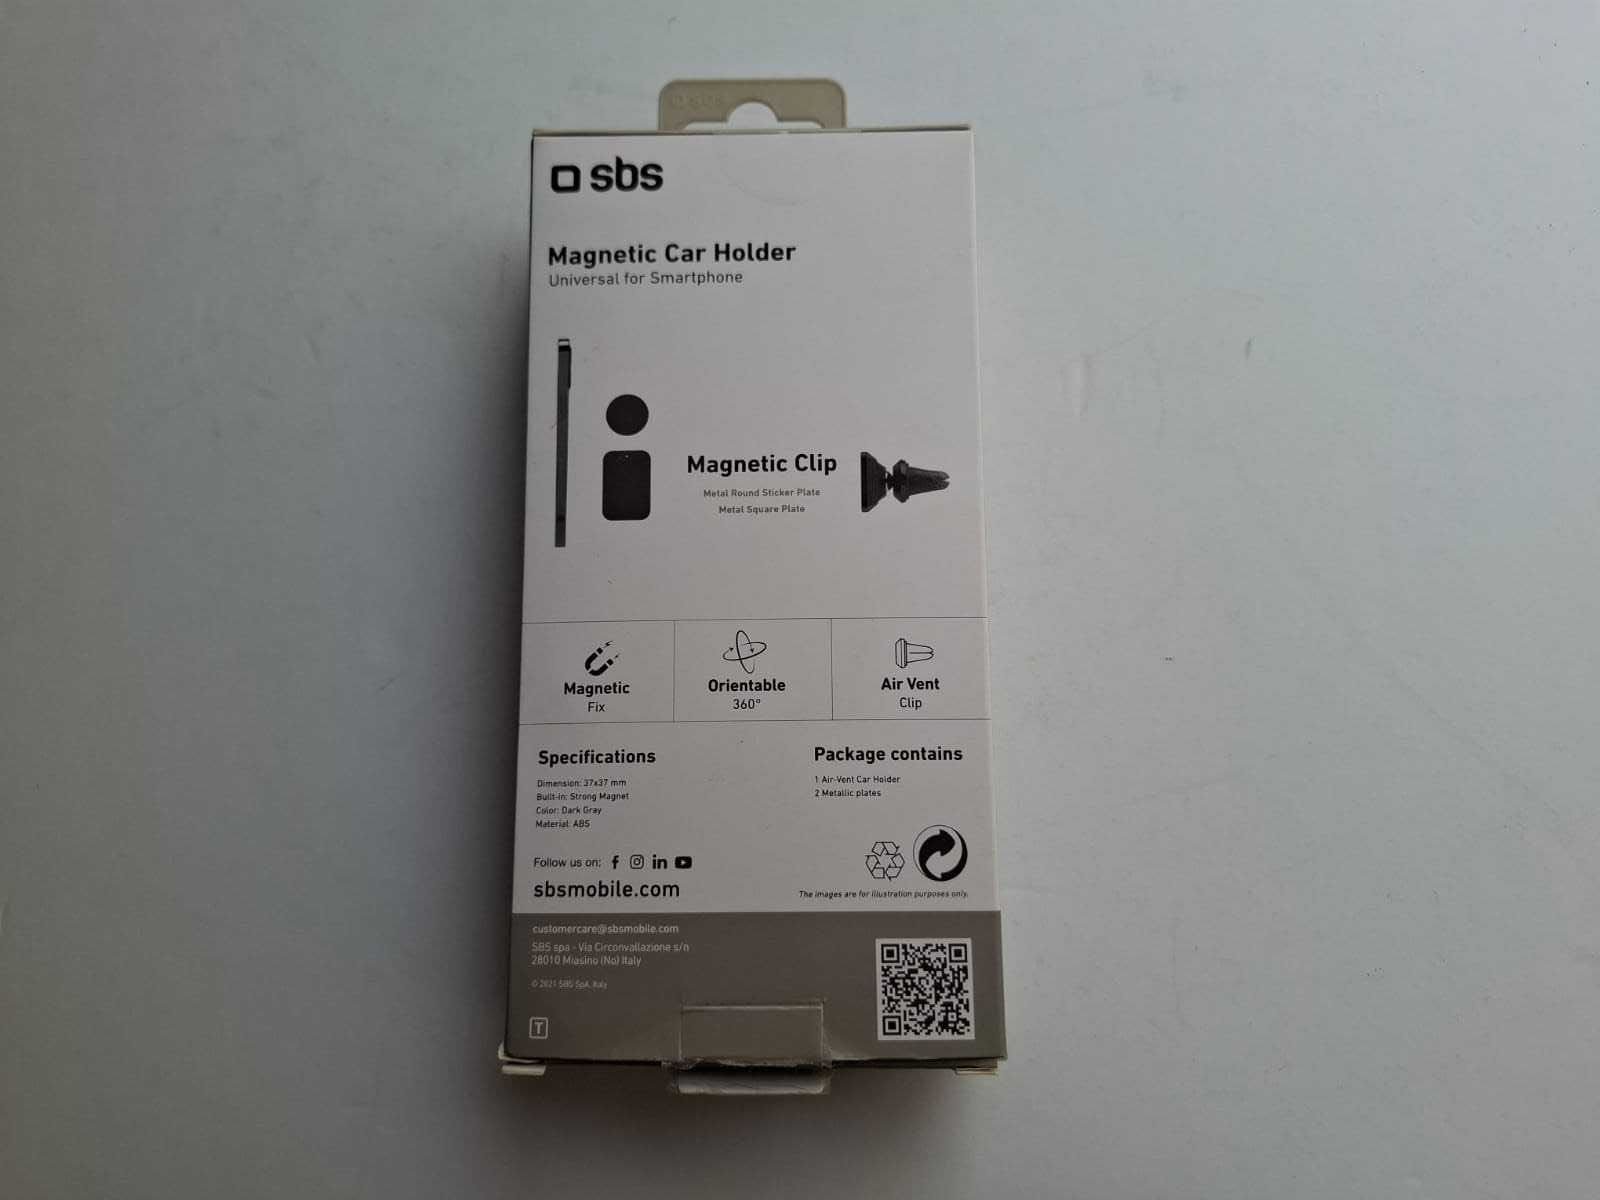 sbs
Magnetic Car Holder
Universal for Smartphone
Magnetic Clip
Metal Round Sticker Plate
Metal Square Plate
Magnetic
Fix
Orientable
360°
Air Vent
Clip
Specifications
Dimension: 37x37 mm
Built-in: Strong Magnet
Color: Dark Gray
Material: ABS
Package contains
1 Air-Vent Car Holder
2 Metallic plates
Follow us on:
sbsmobile.com
The images are for illustration purposes only.
customercare@sbsmobile.com
SBS spa - Via Circonvallazione s/n
28010 Miasino (No) Italy
© 2021 SBS SpA, Italy
T